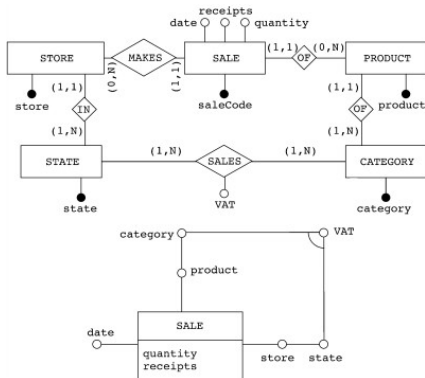 receipts
date quantity
STORE (0,N) MAKES (1,1) SALE (1,1) OF (0,N) PRODUCT
store (1,1) saleCode (1,1) product
IN OF
(1,N) (1,N)
STATE (1,N) SALES (1,N) CATEGORY
state VAT category
category VAT
product
date SALE
quantity store state
receipts